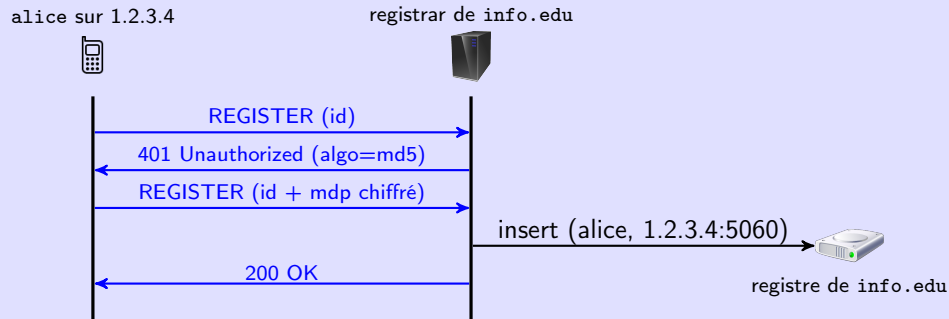 alice sur 1.2.3.4
registrar de info.edu
REGISTER (id)
401 Unauthorized (algo=md5)
REGISTER (id + mdp chiffré)
insert (alice, 1.2.3.4:5060)
200 OK
registre de info.edu